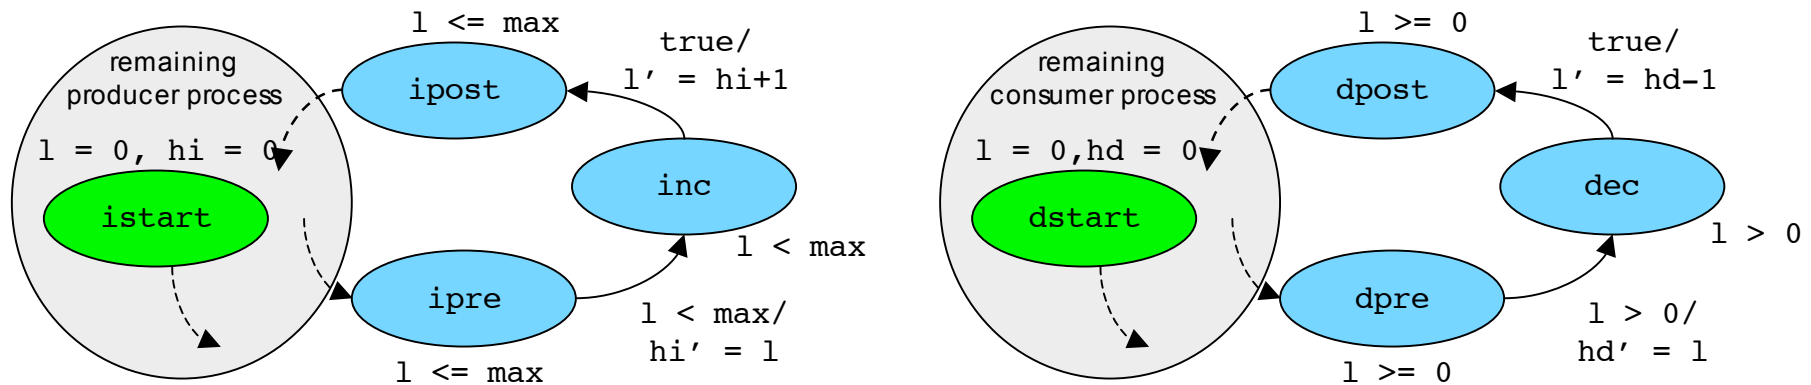 l <= max
true/
l’ = hi+1
remaining
producer process
ipost
l = 0, hi = 0
inc
istart
l < max
ipre
l < max/
hi’ = l
l <= max
l >= 0
true/
l’ = hd-1
remaining
consumer process
dpost
l = 0,hd = 0
dec
dstart
l > 0
dpre
l > 0/
hd’ = l
l >= 0